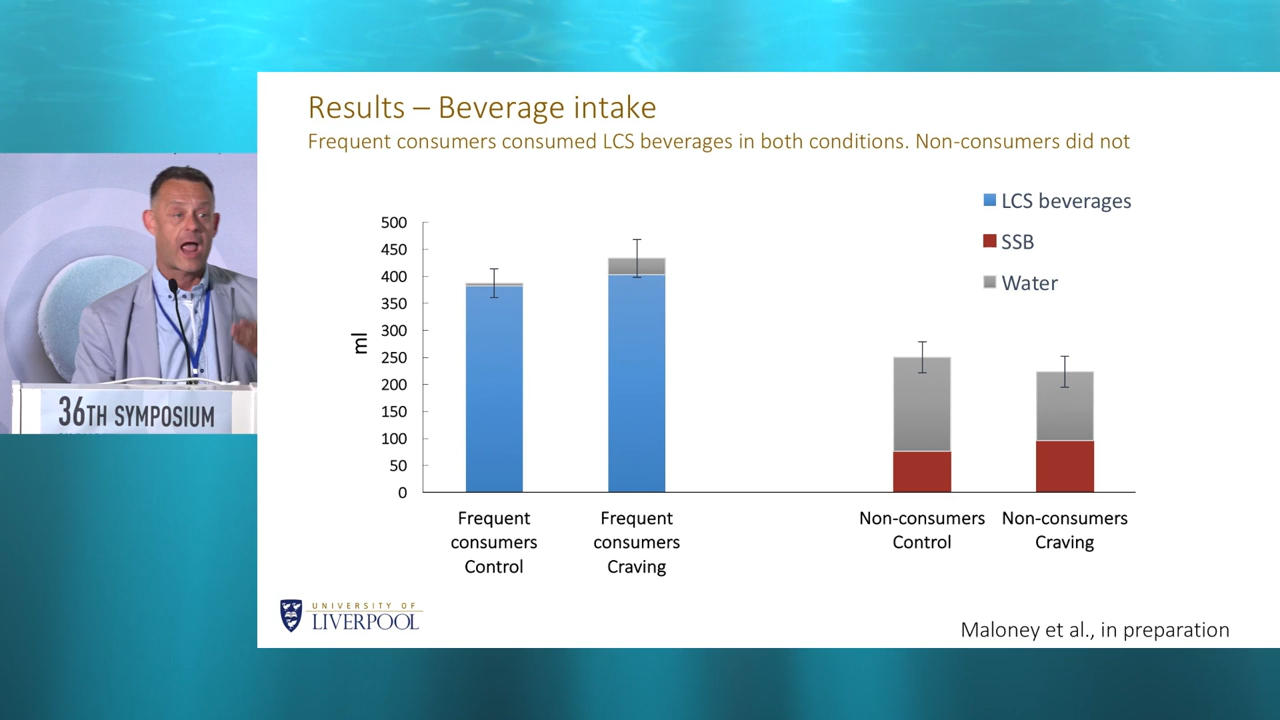 Results – Beverage intake
Frequent consumers consumed LCS beverages in both conditions. Non-consumers did not
LCS beverages
SSB
Water
500
450
400
350
300
250
200
150
100
50
0
ml
Frequent consumers Control
Frequent consumers Craving
Non-consumers Control
Non-consumers Craving
36TH SYMPOSIUM
UNIVERSITY OF
LIVERPOOL
Maloney et al., in preparation